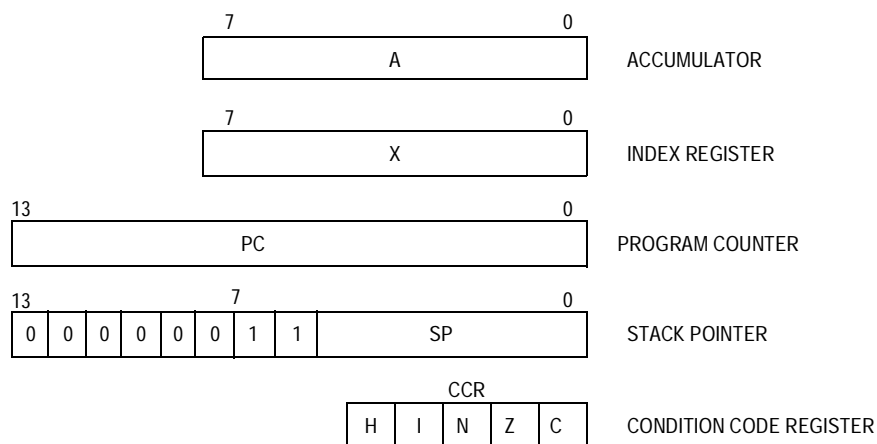 7 0
A ACCUMULATOR
7 0
X INDEX REGISTER
13 0
PC PROGRAM COUNTER
13 7 0
0 0 0 0 0 0 1 1 SP STACK POINTER
CCR
H I N Z C CONDITION CODE REGISTER